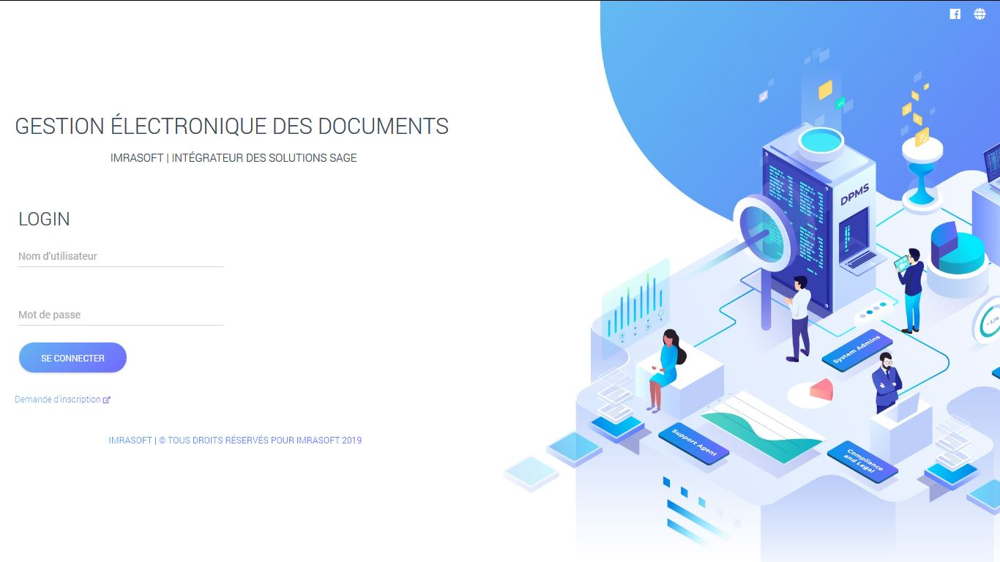 GESTION ÉLECTRONIQUE DES DOCUMENTS
IMRASOFT | INTÉGRATEUR DES SOLUTIONS SAGE
LOGIN
Nom d'utilisateur
Mot de passe
SE CONNECTER
Demande d'inscription
IMRASOFT | © TOUS DROITS RÉSERVÉS POUR IMRASOFT 2019
DPMS
System Admins
Support Agent
Compliance
and Legal